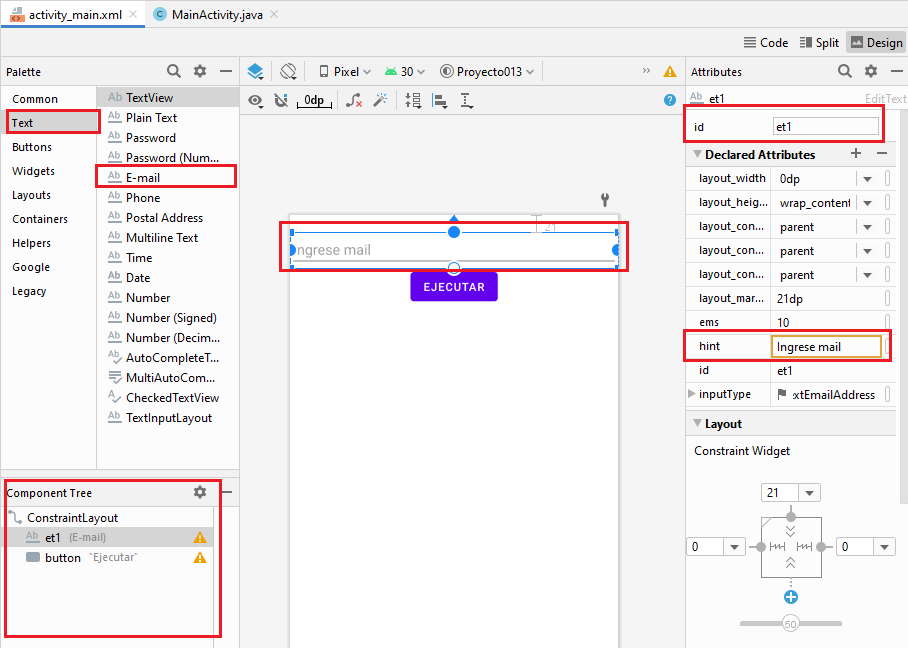 activity_main.xml
MainActivity.java
Code
Split
Design
Palette
Pixel
30
Proyecto013
Attributes
0dp
Common
Text
Buttons
Widgets
Layouts
Containers
Helpers
Google
Legacy
Ab TextView
Ab Plain Text
Ab Password
Ab Password (Num...
Ab E-mail
Ab Phone
Ab Postal Address
Ab Multiline Text
Ab Time
Ab Date
Ab Number
Ab Number (Signed)
Ab Number (Decim...
AutoCompleteT...
MultiAutoCom...
CheckedTextView
Ab TextInputLayout
Component Tree
ConstraintLayout
Ab et1 (E-mail)
button "Ejecutar"
21
ngrese mail
EJECUTAR
Ab et1
EditText
id et1
Declared Attributes
layout_width 0dp
layout_heig... wrap_content
layout_con... parent
layout_con... parent
layout_con... parent
layout_mar... 21dp
ems 10
hint Ingrese mail
id et1
inputType xtEmailAddress
Layout
Constraint Widget
21
0
0
50